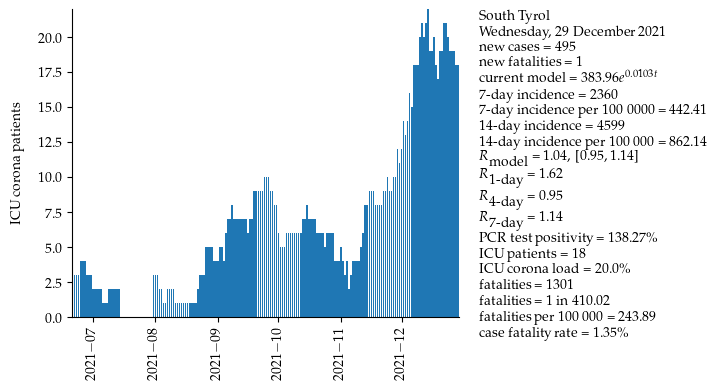 20.0
17.5
15.0
12.5
10.0
7.5
5.0
2.5
0.0
ICU corona patients
2021−07
2021−08
2021−09
2021−10
2021−11
2021−12
South Tyrol
Wednesday, 29 December 2021
new cases = 495
new fatalities = 1
current model = 383.96e^0.0103t
7-day incidence = 2360
7-day incidence per 100 0000 = 442.41
14-day incidence = 4599
14-day incidence per 100 000 = 862.14
R_model = 1.04, [0.95, 1.14]
R_1-day = 1.62
R_4-day = 0.95
R_7-day = 1.14
PCR test positivity = 138.27%
ICU patients = 18
ICU corona load = 20.0%
fatalities = 1301
fatalities = 1 in 410.02
fatalities per 100 000 = 243.89
case fatality rate = 1.35%